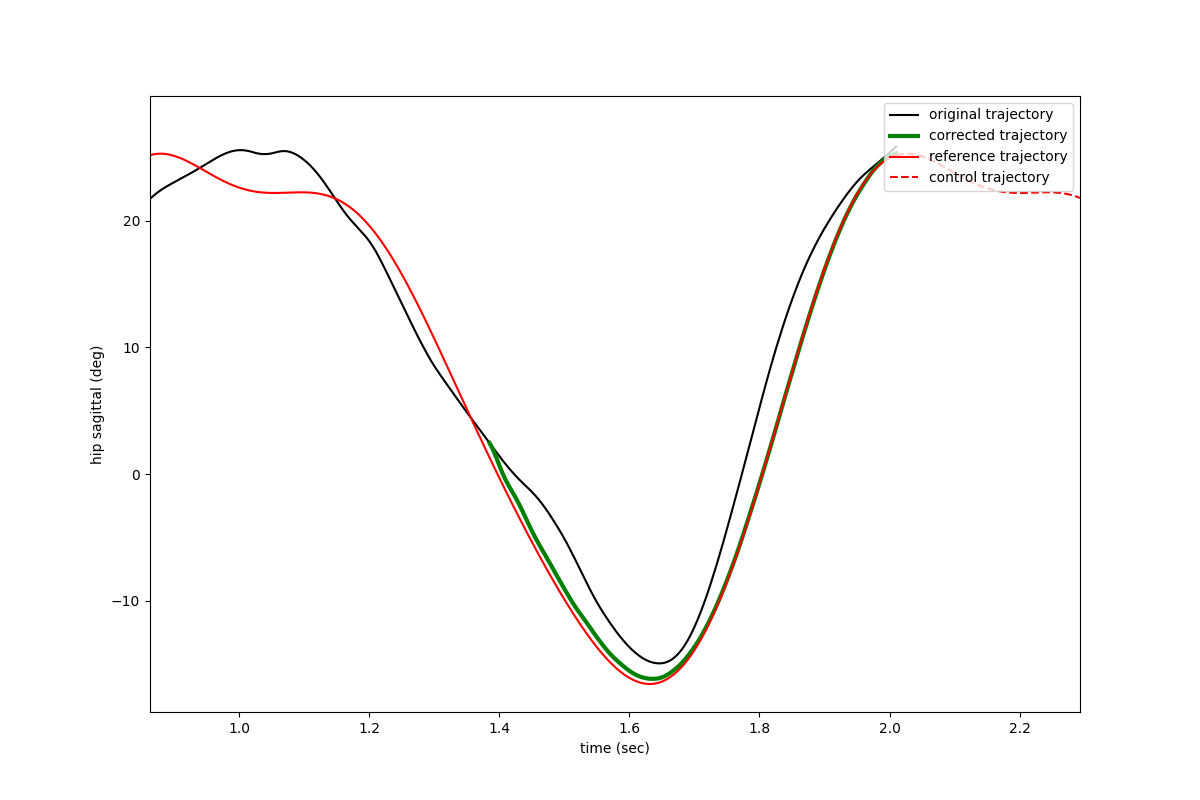 original trajectory
corrected trajectory
reference trajectory
control trajectory
20
10
0
−10
hip sagittal (deg)
1.0 1.2 1.4 1.6 1.8 2.0 2.2
time (sec)